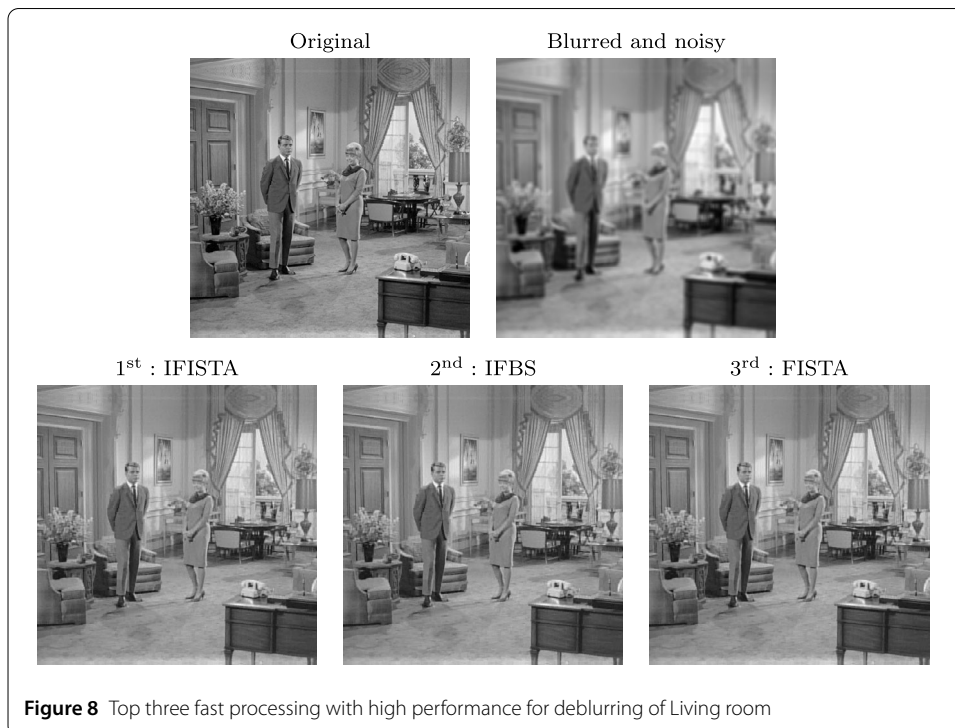 Original
Blurred and noisy
1st : IFISTA
2nd : IFBS
3rd : FISTA
Figure 8 Top three fast processing with high performance for deblurring of Living room